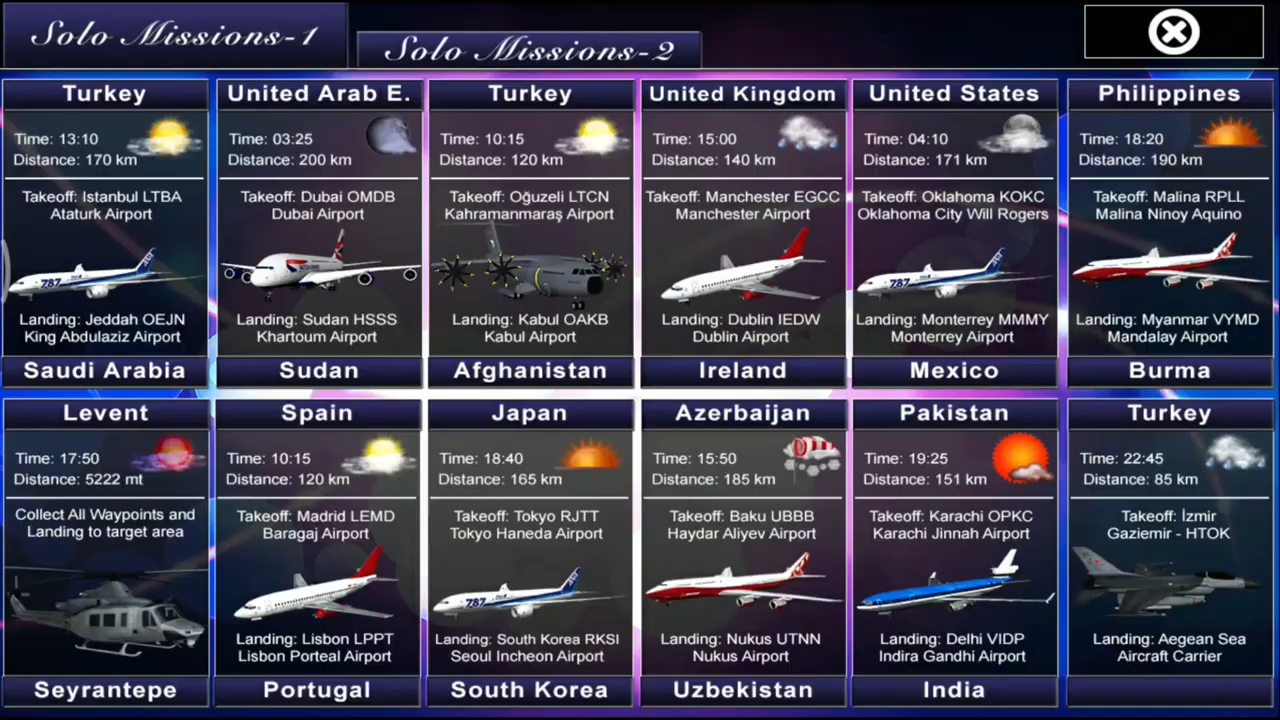 Solo Missions-1
Solo Missions-2
Turkey
Time: 13:10
Distance: 170 km
Takeoff: Istanbul LTBA
Ataturk Airport
787
ANA
Landing: Jeddah OEJN
King Abdulaziz Airport
Saudi Arabia
United Arab E.
Time: 03:25
Distance: 200 km
Takeoff: Dubai OMDB
Dubai Airport
Landing: Sudan HSSS
Khartoum Airport
Sudan
Turkey
Time: 10:15
Distance: 120 km
Takeoff: Oğuzeli LTCN
Kahramanmaraş Airport
Landing: Kabul OAKB
Kabul Airport
Afghanistan
United Kingdom
Time: 15:00
Distance: 140 km
Takeoff: Manchester EGCC
Manchester Airport
Landing: Dublin IEDW
Dublin Airport
Ireland
United States
Time: 04:10
Distance: 171 km
Takeoff: Oklahoma KOKC
Oklahoma City Will Rogers
787
ANA
Landing: Monterrey MMMY
Monterrey Airport
Mexico
Philippines
Time: 18:20
Distance: 190 km
Takeoff: Malina RPLL
Malina Ninoy Aquino
Landing: Myanmar VYMD
Mandalay Airport
Burma
Levent
Time: 17:50
Distance: 5222 mt
Collect All Waypoints and
Landing to target area
Seyrantepe
Spain
Time: 10:15
Distance: 120 km
Takeoff: Madrid LEMD
Baragaj Airport
Landing: Lisbon LPPT
Lisbon Porteal Airport
Portugal
Japan
Time: 18:40
Distance: 165 km
Takeoff: Tokyo RJTT
Tokyo Haneda Airport
787
ANA
Landing: South Korea RKSI
Seoul Incheon Airport
South Korea
Azerbaijan
Time: 15:50
Distance: 185 km
Takeoff: Baku UBBB
Haydar Aliyev Airport
Landing: Nukus UTNN
Nukus Airport
Uzbekistan
Pakistan
Time: 19:25
Distance: 151 km
Takeoff: Karachi OPKC
Karachi Jinnah Airport
Landing: Delhi VIDP
Indira Gandhi Airport
India
Turkey
Time: 22:45
Distance: 85 km
Takeoff: İzmir
Gaziemir - HTOK
Landing: Aegean Sea
Aircraft Carrier